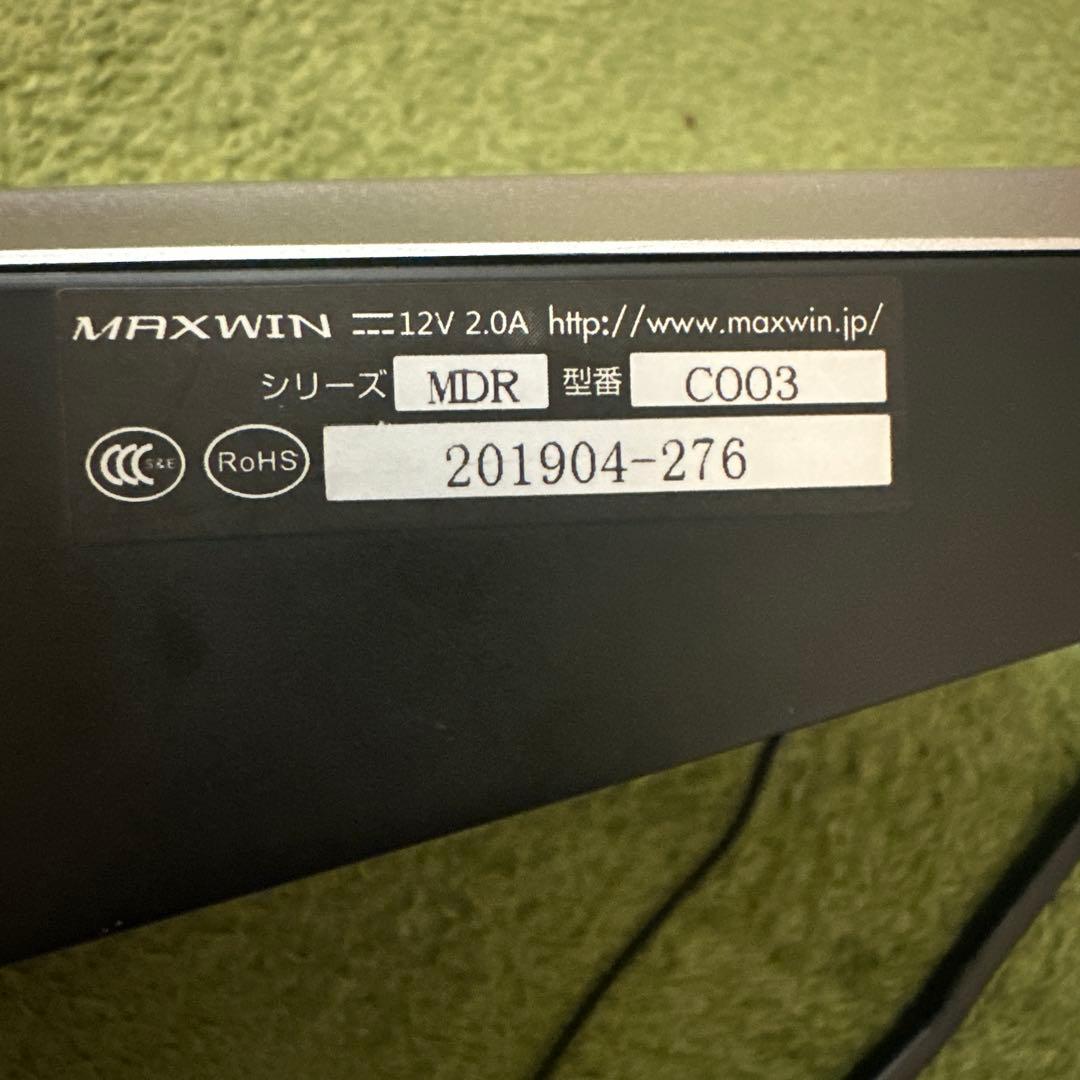 MAXWIN 12V 2.0A http://www.maxwin.jp/
シリーズ MDR 型番 C003
CCC S&E RoHS 201904-276